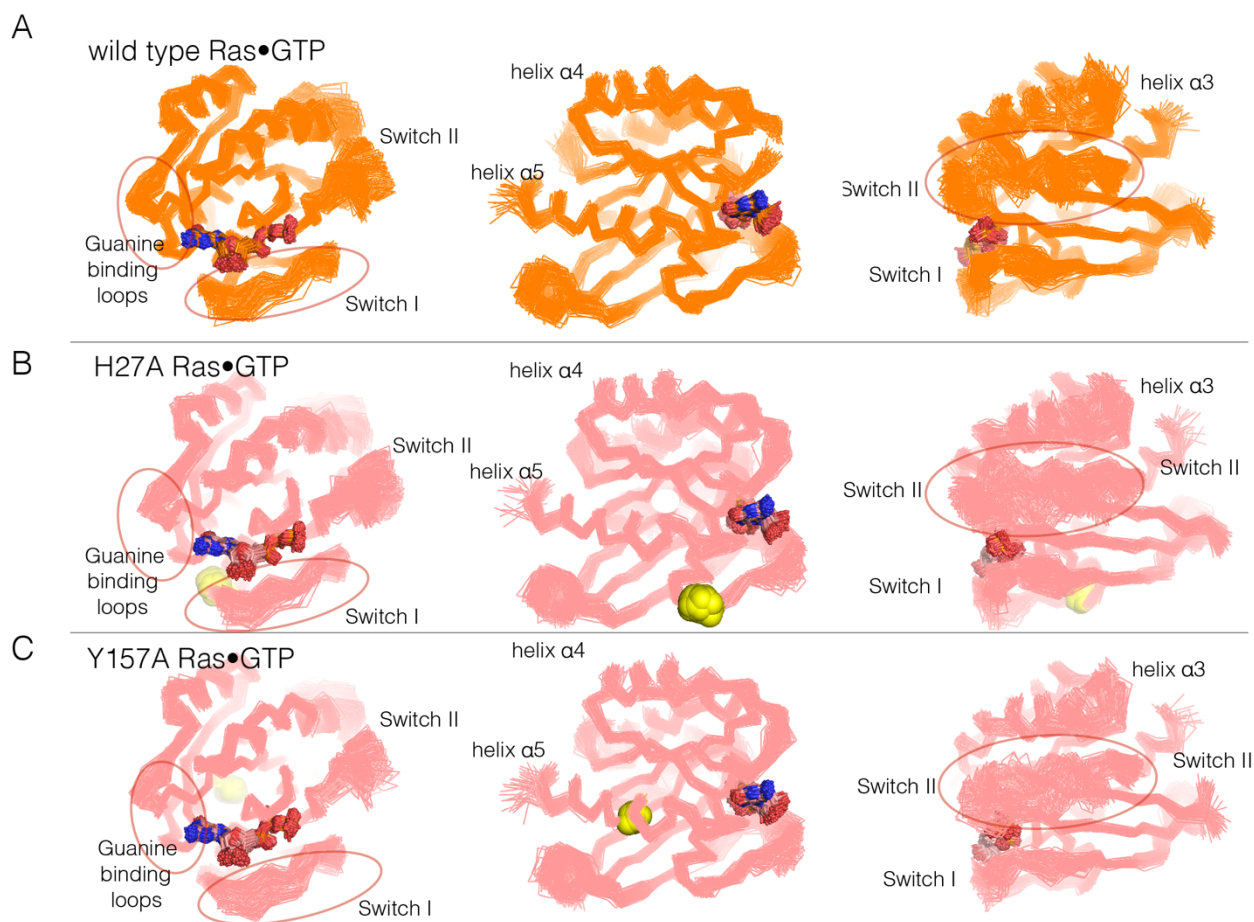 A
wild type Ras•GTP
Switch II
Guanine
binding
loops
Switch I
helix α4
helix α5
helix α3
Switch II
Switch I
B
H27A Ras•GTP
Switch II
Guanine
binding
loops
Switch I
helix α4
helix α5
helix α3
Switch II
Switch II
Switch I
C
Y157A Ras•GTP
Switch II
Guanine
binding
loops
Switch I
helix α4
helix α5
helix α3
Switch II
Switch II
Switch I